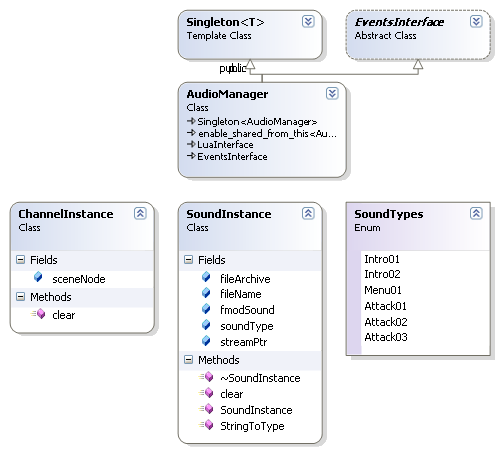 Singleton<T>
Template Class
EventsInterface
Abstract Class
public
AudioManager
Class
Singleton<AudioManager>
enable_shared_from_this<Au...
LuaInterface
EventsInterface
ChannelInstance
Class
Fields
sceneNode
Methods
clear
SoundInstance
Class
Fields
fileArchive
fileName
fmodSound
soundType
streamPtr
Methods
~SoundInstance
clear
SoundInstance
StringToType
SoundTypes
Enum
Intro01
Intro02
Menu01
Attack01
Attack02
Attack03